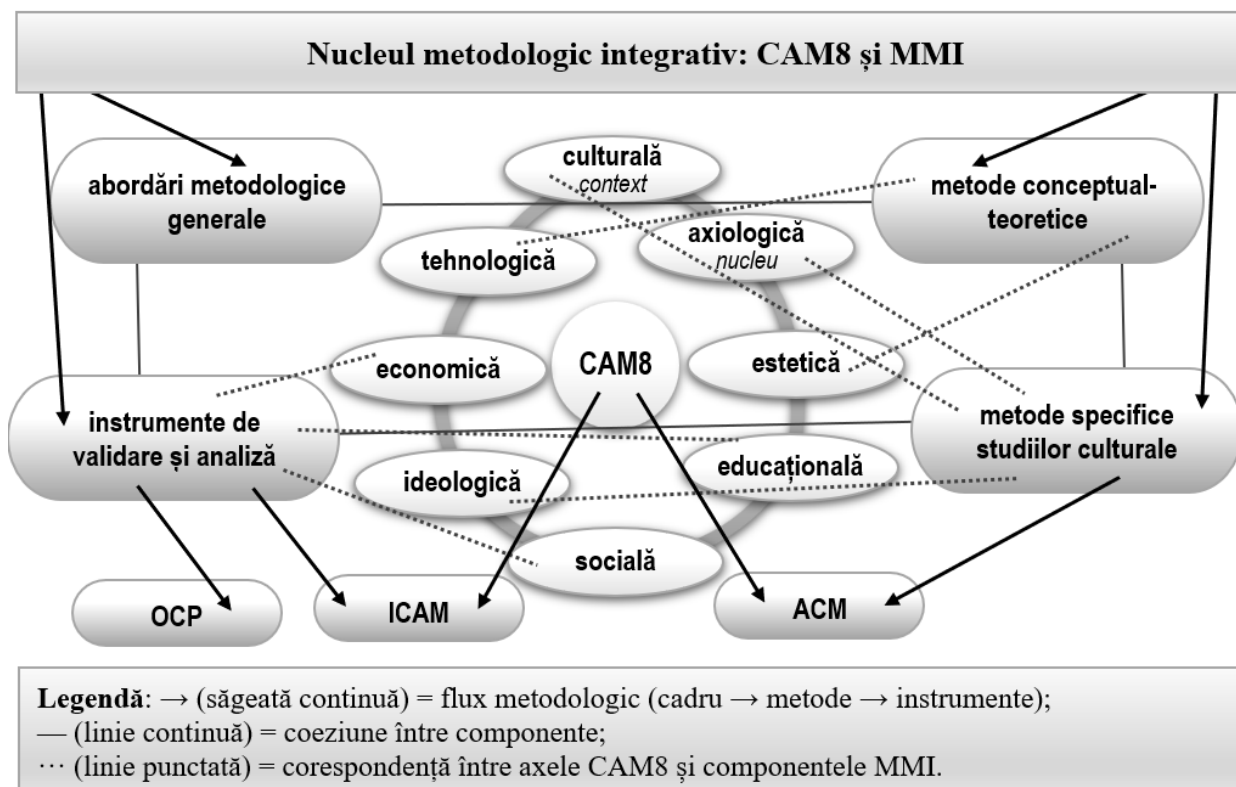 Nucleul metodologic integrativ: CAM8 și MMI
abordări metodologice
generale
culturală
context
metode conceptual-
teoretice
tehnologică
axiologică
nucleu
economică
CAM8
estetică
instrumente de
validare și analiză
metode specifice
studiilor culturale
ideologică
educațională
socială
OCP
ICAM
ACM
Legendă: → (săgeată continuă) = flux metodologic (cadru → metode → instrumente);
— (linie continuă) = coeziune între componente;
··· (linie punctată) = corespondență între axele CAM8 și componentele MMI.